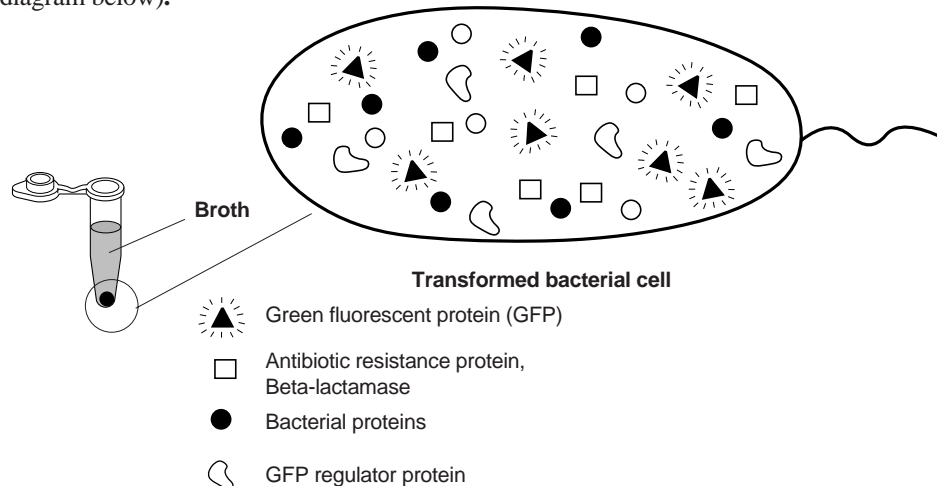 diagram below).
Broth
Transformed bacterial cell
Green fluorescent protein (GFP)
Antibiotic resistance protein,
Beta-lactamase
Bacterial proteins
GFP regulator protein